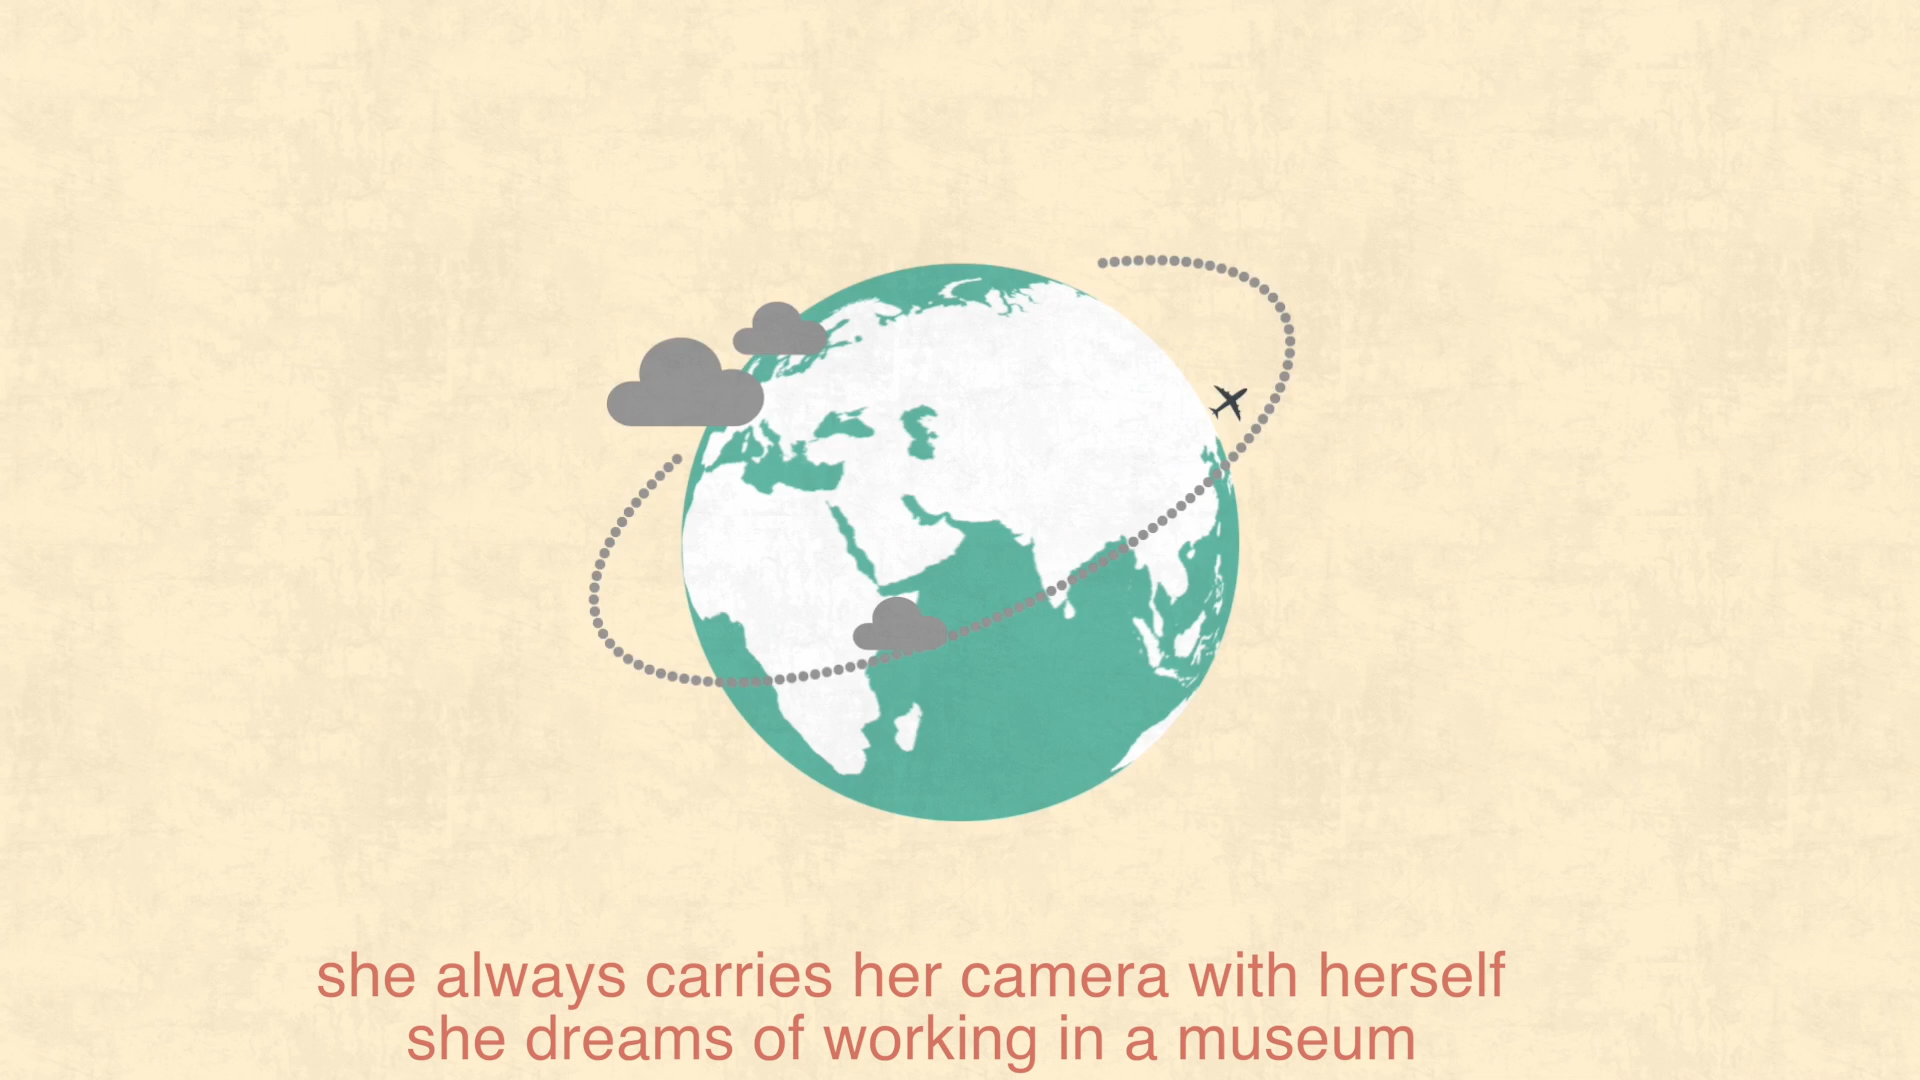 she always carries her camera with herself
she dreams of working in a museum